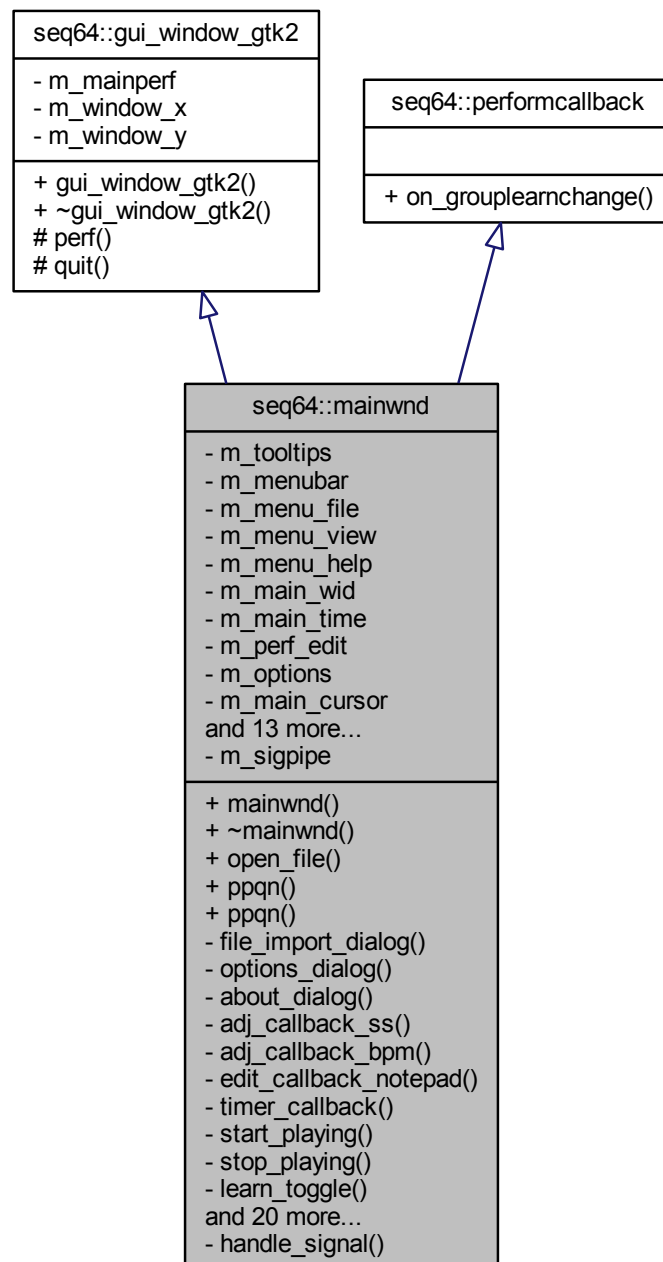 seq64::gui_window_gtk2
- m_mainperf
- m_window_x
- m_window_y
+ gui_window_gtk2()
+ ~gui_window_gtk2()
# perf()
# quit()
seq64::performcallback
+ on_grouplearnchange()
seq64::mainwnd
- m_tooltips
- m_menubar
- m_menu_file
- m_menu_view
- m_menu_help
- m_main_wid
- m_main_time
- m_perf_edit
- m_options
- m_main_cursor
and 13 more...
- m_sigpipe
+ mainwnd()
+ ~mainwnd()
+ open_file()
+ ppqn()
+ ppqn()
- file_import_dialog()
- options_dialog()
- about_dialog()
- adj_callback_ss()
- adj_callback_bpm()
- edit_callback_notepad()
- timer_callback()
- start_playing()
- stop_playing()
- learn_toggle()
and 20 more...
- handle_signal()